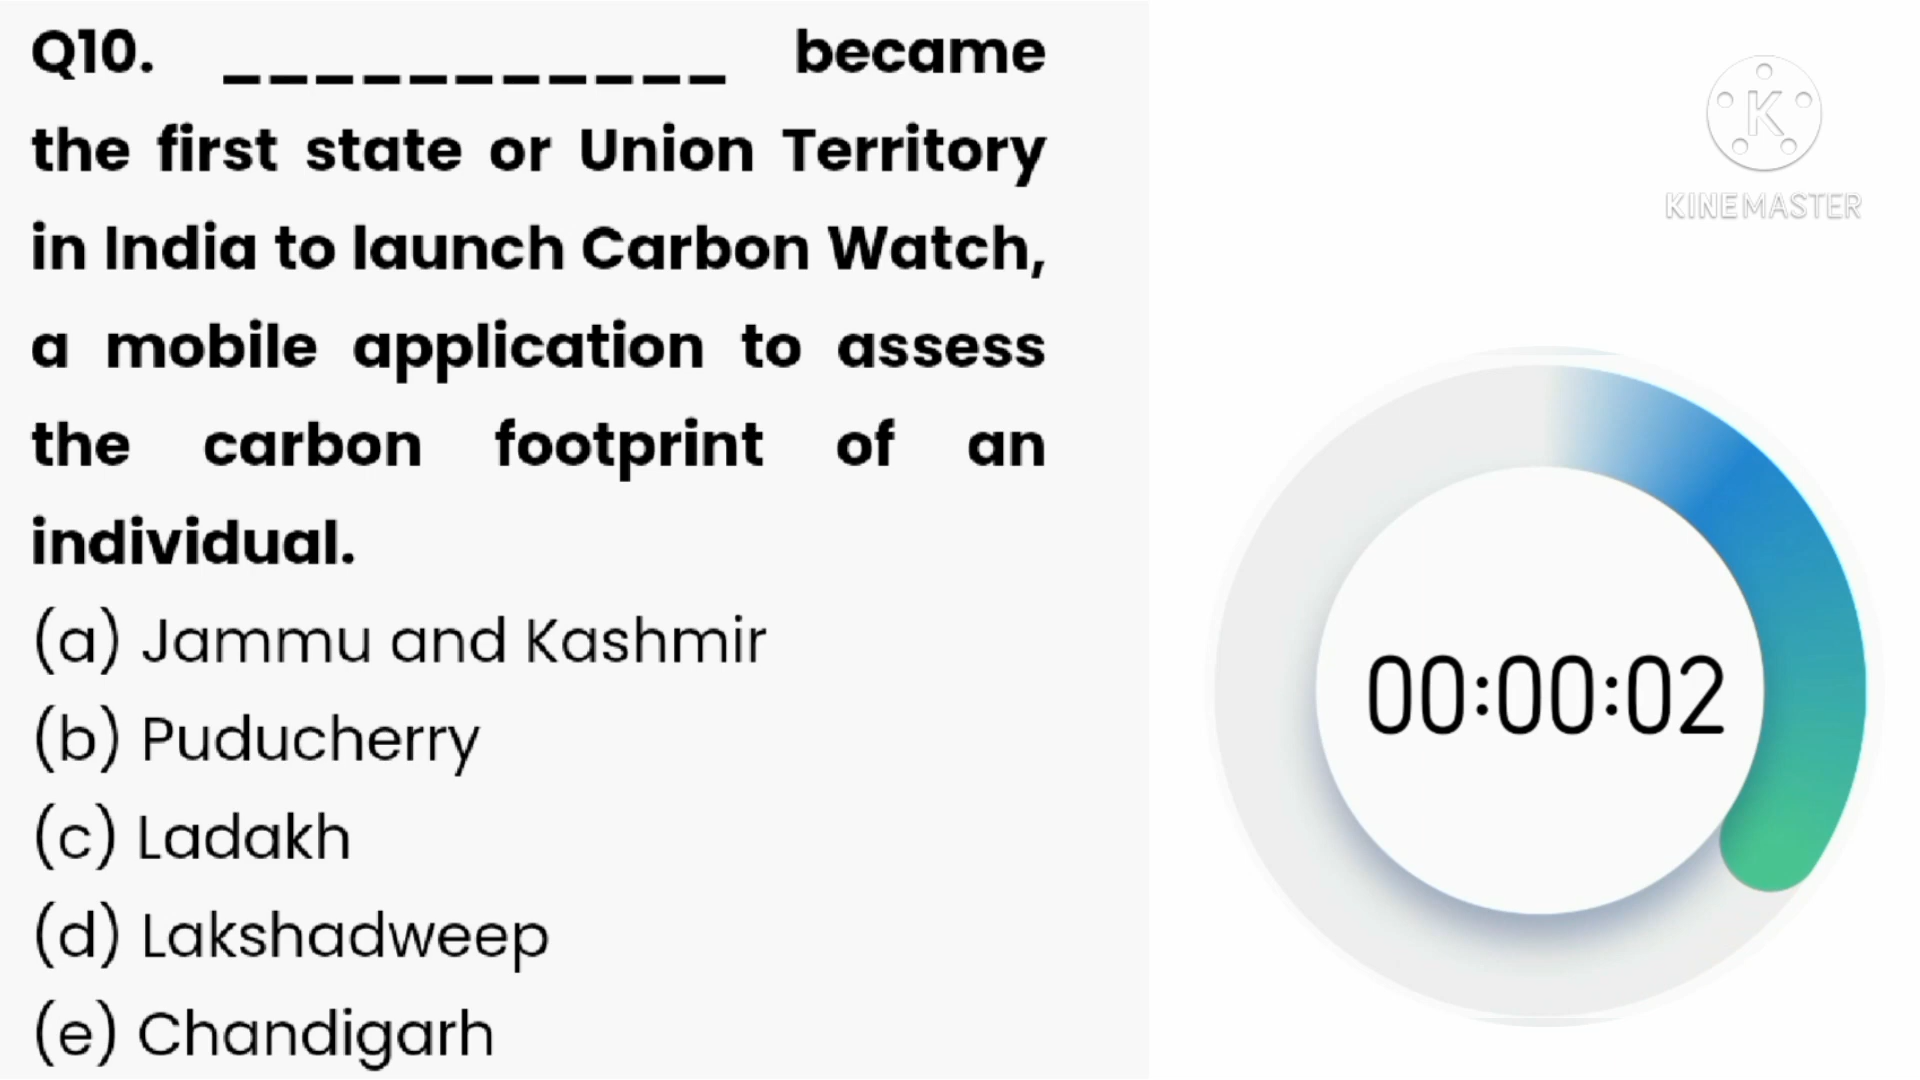 Q10. ___________ became
the first state or Union Territory
in India to launch Carbon Watch,
a mobile application to assess
the carbon footprint of an
individual.
(a) Jammu and Kashmir
(b) Puducherry
(c) Ladakh
(d) Lakshadweep
(e) Chandigarh
K
KINEMASTER
00:00:02